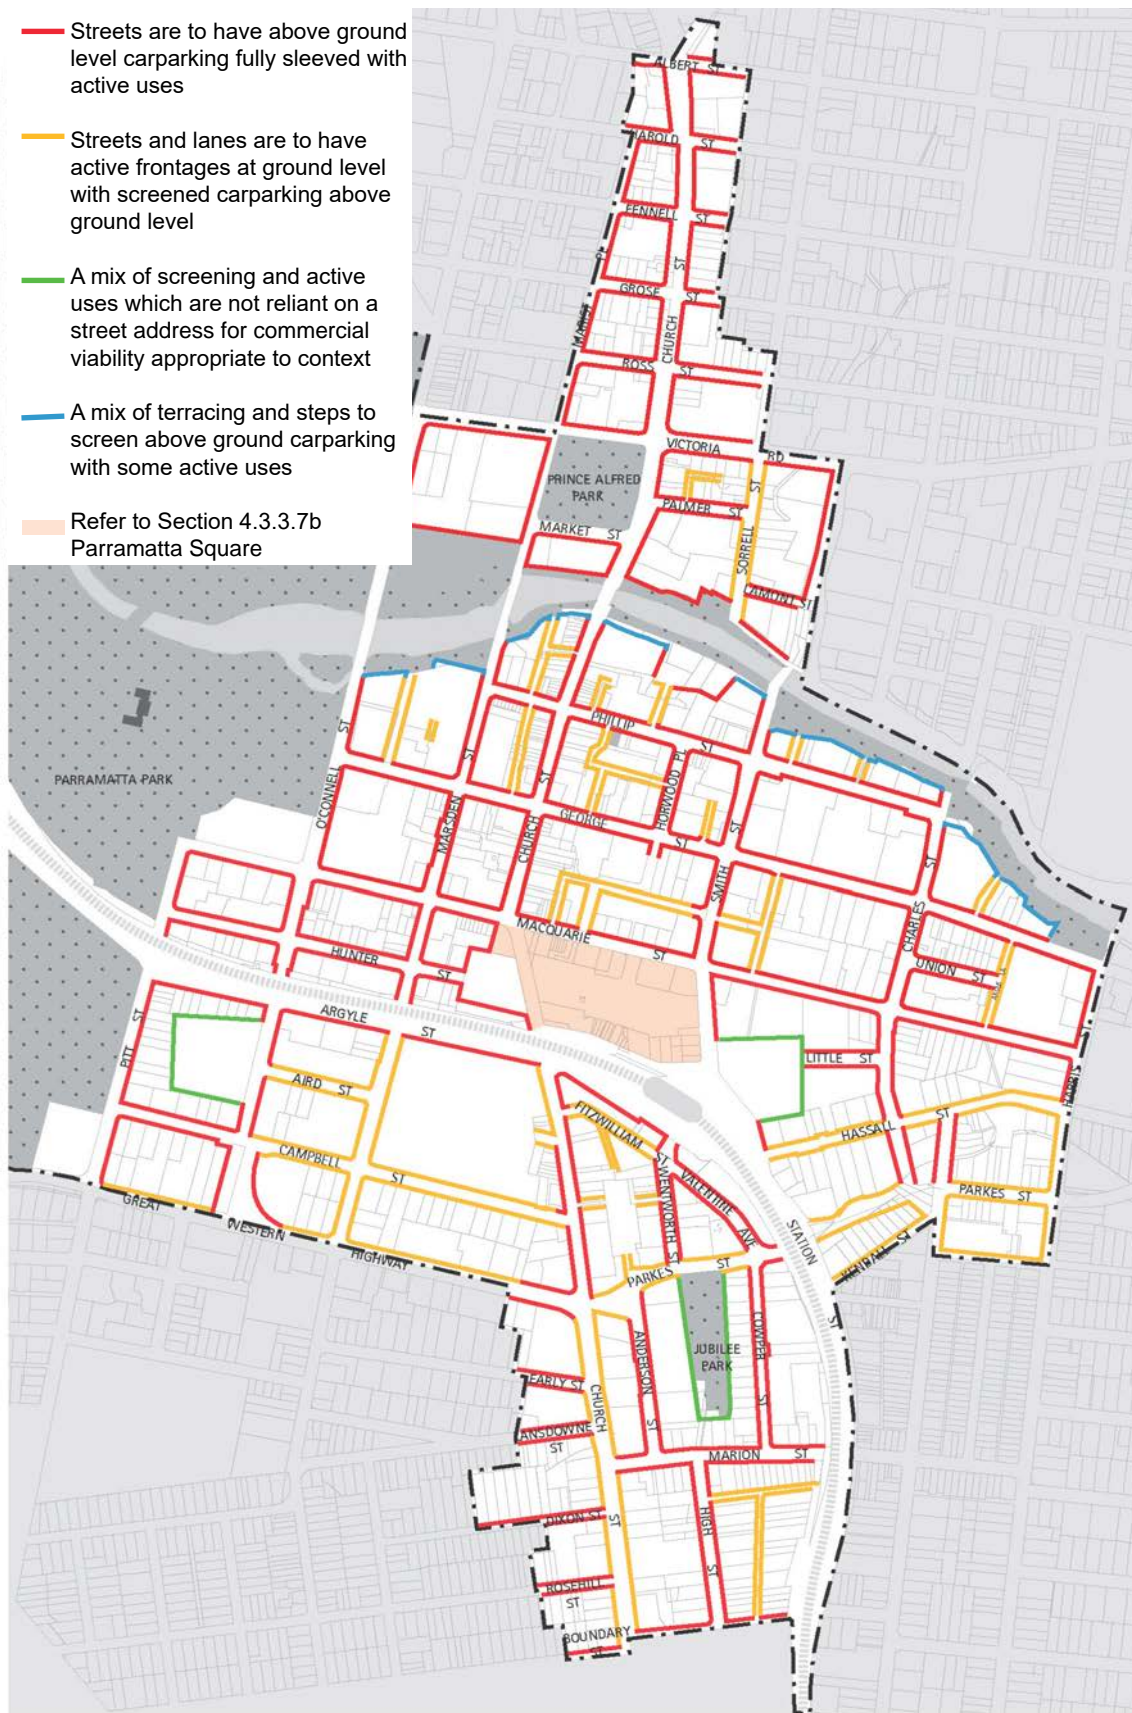 Streets are to have above ground
level carparking fully sleeved with
active uses
Streets and lanes are to have
active frontages at ground level
with screened carparking above
ground level
A mix of screening and active
uses which are not reliant on a
street address for commercial
viability appropriate to context
A mix of terracing and steps to
screen above ground carparking
with some active uses
Refer to Section 4.3.3.7b
Parramatta Square
ALBERT ST
HAROLD ST
FENNELL ST
GROSE ST
MARIST PL
CHURCH ST
ROSS ST
VICTORIA RD
PRINCE ALFRED
PARK
PALMER ST
MARKET ST
SORRELL ST
LAMONT ST
PARRAMATTA PARK
O'CONNELL ST
MARSDEN ST
CHURCH ST
PHILLIP ST
HORWOOD PL
GEORGE ST
SMITH ST
CHARLES ST
MACQUARIE ST
HUNTER ST
UNION ST
ARGYLE ST
PITT ST
LITTLE ST
HARRIS ST
AIRD ST
FITZWILLIAM ST
HASSALL ST
CAMPBELL ST
WENTWORTH ST
VALENTINE AVE
PARKES ST
GREAT WESTERN HIGHWAY
STATION ST
KENDALL ST
PARKES ST
ANDERSON ST
JUBILEE
PARK
COWPER ST
EARLY ST
CHURCH ST
LANSDOWNE ST
MARION ST
DIXON ST
HIGH ST
ROSEHILL ST
BOUNDARY ST